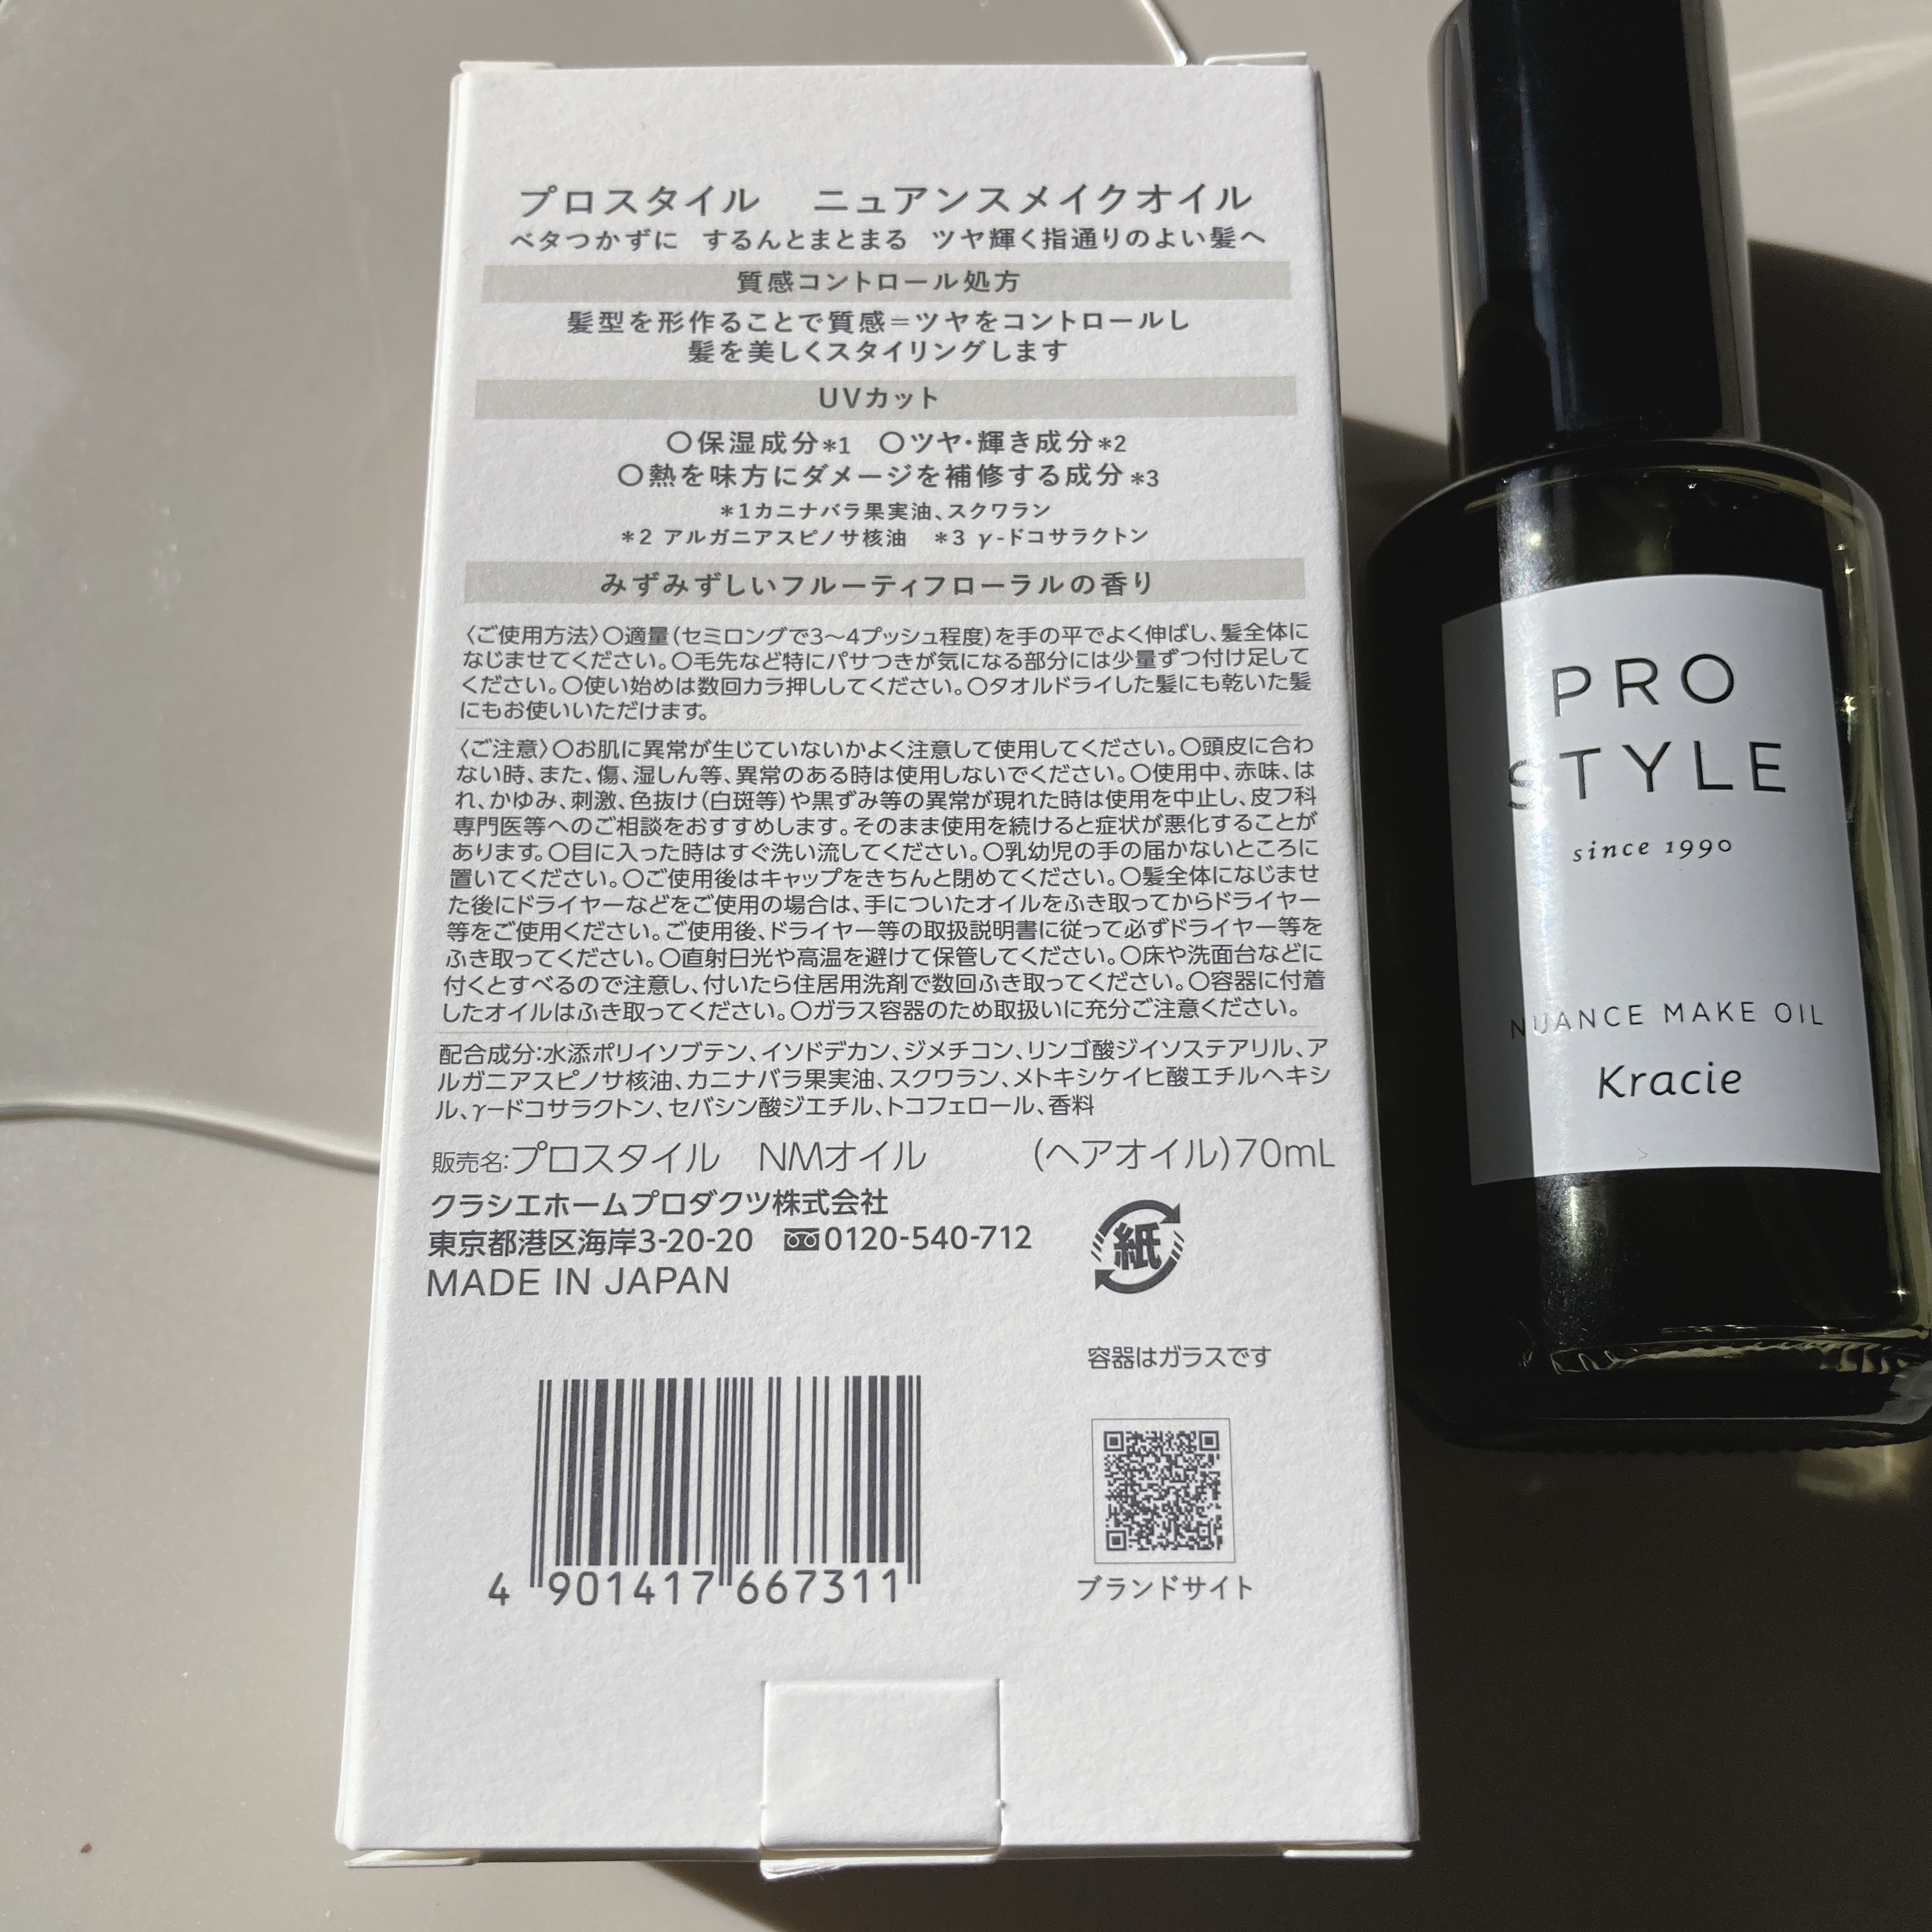 プロスタイル　ニュアンスメイクオイル
ベタつかずに　するんとまとまる　ツヤ輝く指通りのよい髪へ
質感コントロール処方
髪型を形作ることで質感＝ツヤをコントロールし
髪を美しくスタイリングします
UVカット
〇保湿成分*1　〇ツヤ・輝き成分*2
〇熱を味方にダメージを補修する成分*3
*1カニナバラ果実油、スクワラン
*2 アルガニアスピノサ核油　*3 γ-ドコサラクトン
みずみずしいフルーティフローラルの香り
〈ご使用方法〉〇適量(セミロングで3〜4プッシュ程度)を手の平でよく伸ばし、髪全体に
なじませてください。〇毛先など特にパサつきが気になる部分には少量ずつ付け足して
ください。〇使い始めは数回カラ押ししてください。〇タオルドライした髪にも乾いた髪
にもお使いいただけます。
〈ご注意〉〇お肌に異常が生じていないかよく注意して使用してください。〇頭皮に合わ
ない時、また、傷、湿しん等、異常のある時は使用しないでください。〇使用中、赤味、は
れ、かゆみ、刺激、色抜け(白斑等)や黒ずみ等の異常が現れた時は使用を中止し、皮フ科
専門医等へのご相談をおすすめします。そのまま使用を続けると症状が悪化することが
あります。〇目に入った時はすぐ洗い流してください。〇乳幼児の手の届かないところに
置いてください。〇ご使用後はキャップをきちんと閉めてください。〇髪全体になじませ
た後にドライヤーなどをご使用の場合は、手についたオイルをふき取ってからドライヤー
等をご使用ください。ご使用後、ドライヤー等の取扱説明書に従って必ずドライヤー等を
ふき取ってください。〇直射日光や高温を避けて保管してください。〇床や洗面台などに
付くとすべるので注意し、付いたら住居用洗剤で数回ふき取ってください。〇容器に付着
したオイルはふき取ってください。〇ガラス容器のため取扱いに充分ご注意ください。
配合成分:水添ポリイソブテン、イソドデカン、ジメチコン、リンゴ酸ジイソステアリル、ア
ルガニアスピノサ核油、カニナバラ果実油、スクワラン、メトキシケイヒ酸エチルヘキシ
ル、γードコサラクトン、セバシン酸ジエチル、トコフェロール、香料
販売名:プロスタイル　NMオイル　(ヘアオイル)70mL
クラシエホームプロダクツ株式会社
東京都港区海岸3-20-20　0120-540-712
MADE IN JAPAN
紙
容器はガラスです
4 901417 667311
ブランドサイト
PRO
STYLE
since 1990
NUANCE MAKE OIL
Kracie